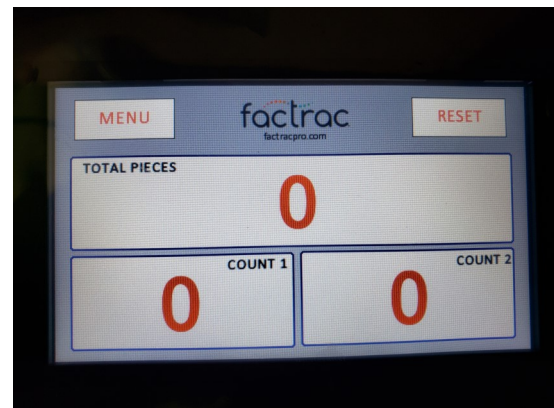 MENU
factrac
RESET
factracpro.com
TOTAL PIECES
0
COUNT 1
0
COUNT 2
0